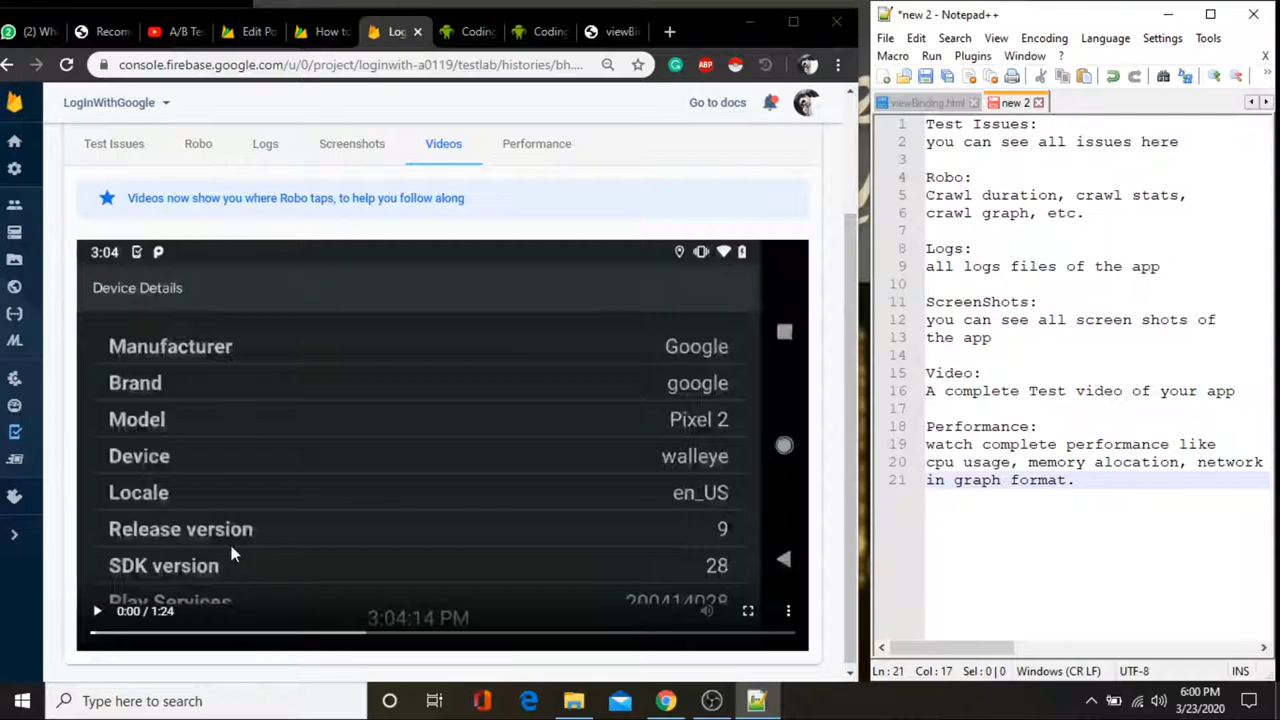 (2) Wh
Recom
A/B Test
Edit Po
How to
Log
Coding
Coding
viewBi
console.firebase.google.com/u/0/project/loginwith-a0119/testlab/histories/bh....
ABP
LogInWithGoogle
Go to docs
Test Issues
Robo
Logs
Screenshots
Videos
Performance
Videos now show you where Robo taps, to help you follow along
3:04
Device Details
Manufacturer Google
Brand google
Model Pixel 2
Device walleye
Locale en_US
Release version 9
SDK version 28
Play Services 200414028
0:00 / 1:24
3:04:14 PM
*new 2 - Notepad++
File Edit Search View Encoding Language Settings Tools
Macro Run Plugins Window ? X
viewBinding.html
new 2
1 Test Issues:
2 you can see all issues here
3
4 Robo:
5 Crawl duration, crawl stats,
6 crawl graph, etc.
7
8 Logs:
9 all logs files of the app
10
11 ScreenShots:
12 you can see all screen shots of
13 the app
14
15 Video:
16 A complete Test video of your app
17
18 Performance:
19 watch complete performance like
20 cpu usage, memory alocation, network
21 in graph format.
Ln : 21 Col : 17 Sel : 0 | 0 Windows (CR LF) UTF-8 INS
Type here to search
6:00 PM
3/23/2020